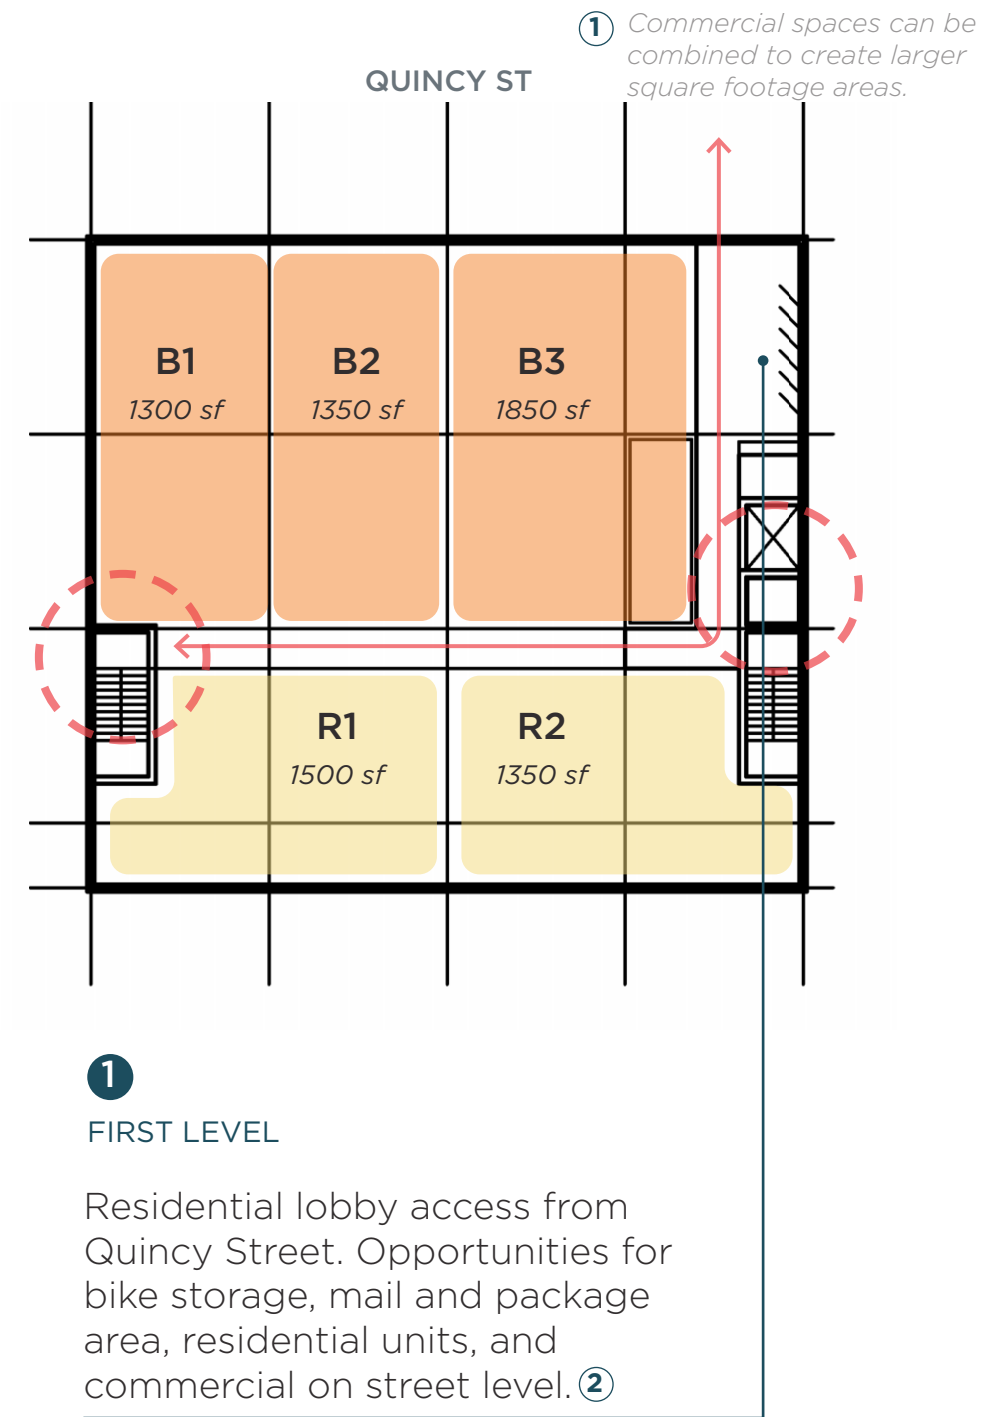 ① Commercial spaces can be
combined to create larger
square footage areas.
QUINCY ST
B1
1300 sf
B2
1350 sf
B3
1850 sf
R1
1500 sf
R2
1350 sf
1
FIRST LEVEL
Residential lobby access from
Quincy Street. Opportunities for
bike storage, mail and package
area, residential units, and
commercial on street level. ②